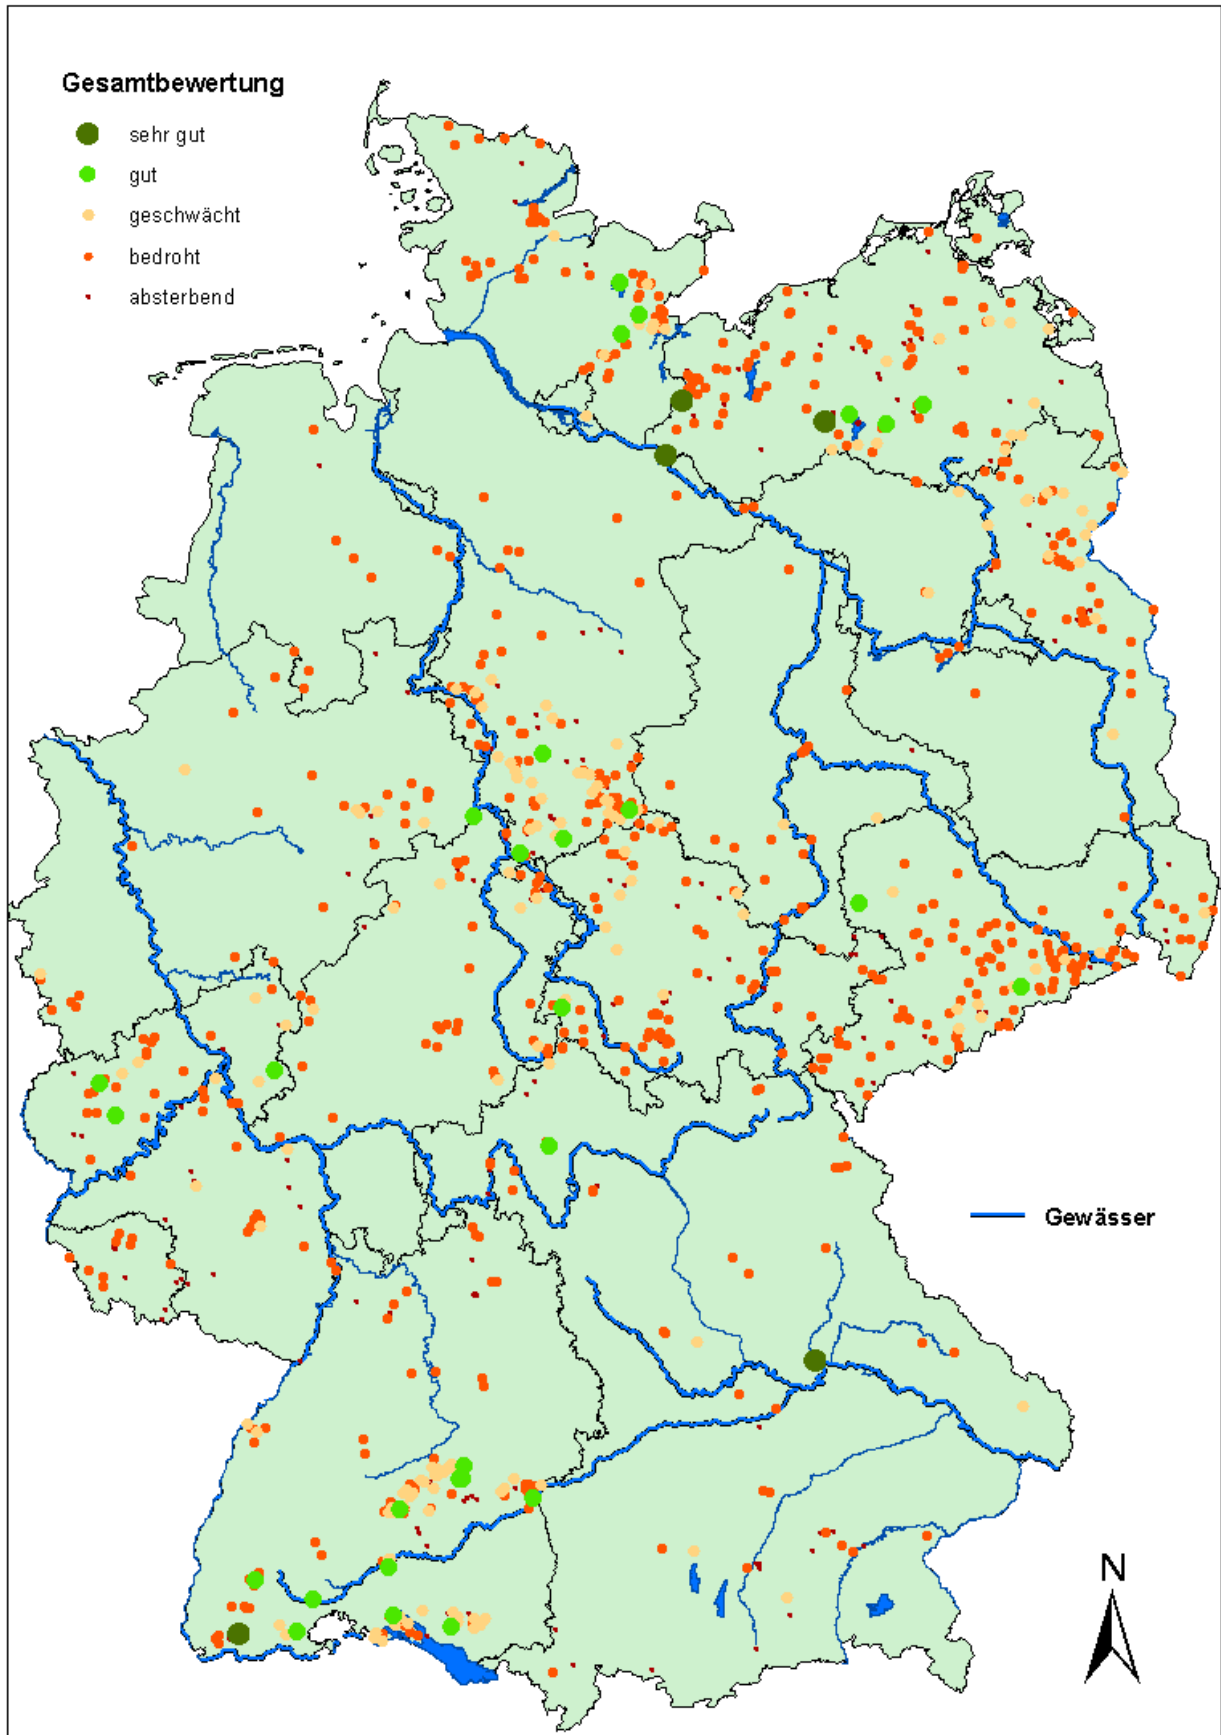 Gesamtbewertung
sehr gut
gut
geschwächt
bedroht
absterbend
Gewässer
N